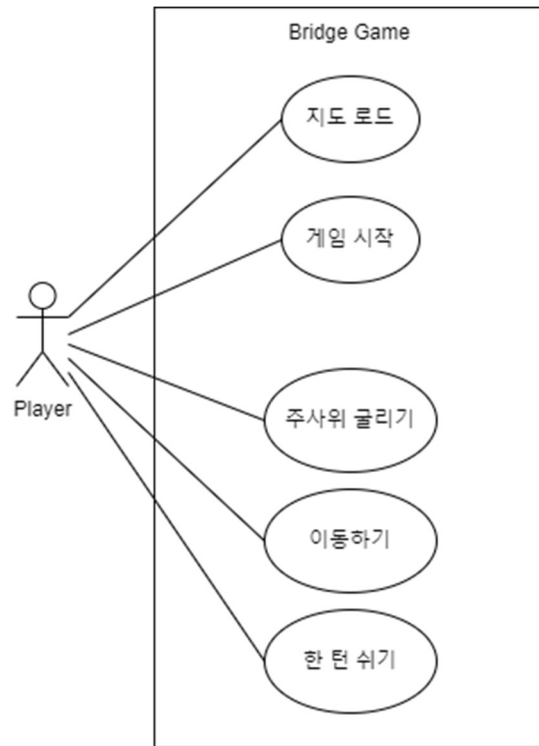 Bridge Game
지도 로드
게임 시작
Player
주사위 굴리기
이동하기
한 턴 쉬기